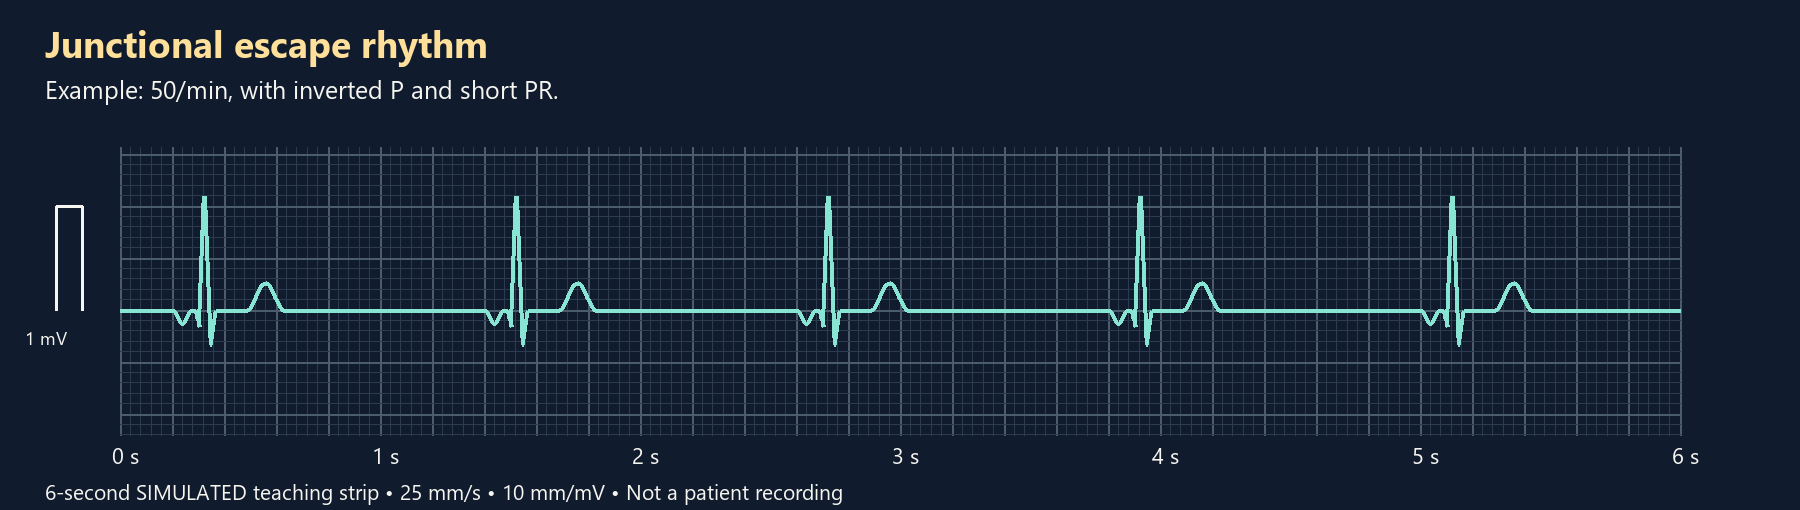 Junctional escape rhythm
Example: 50/min, with inverted P and short PR.
1 mV
0 s 1 s 2 s 3 s 4 s 5 s 6 s
6-second SIMULATED teaching strip • 25 mm/s • 10 mm/mV • Not a patient recording